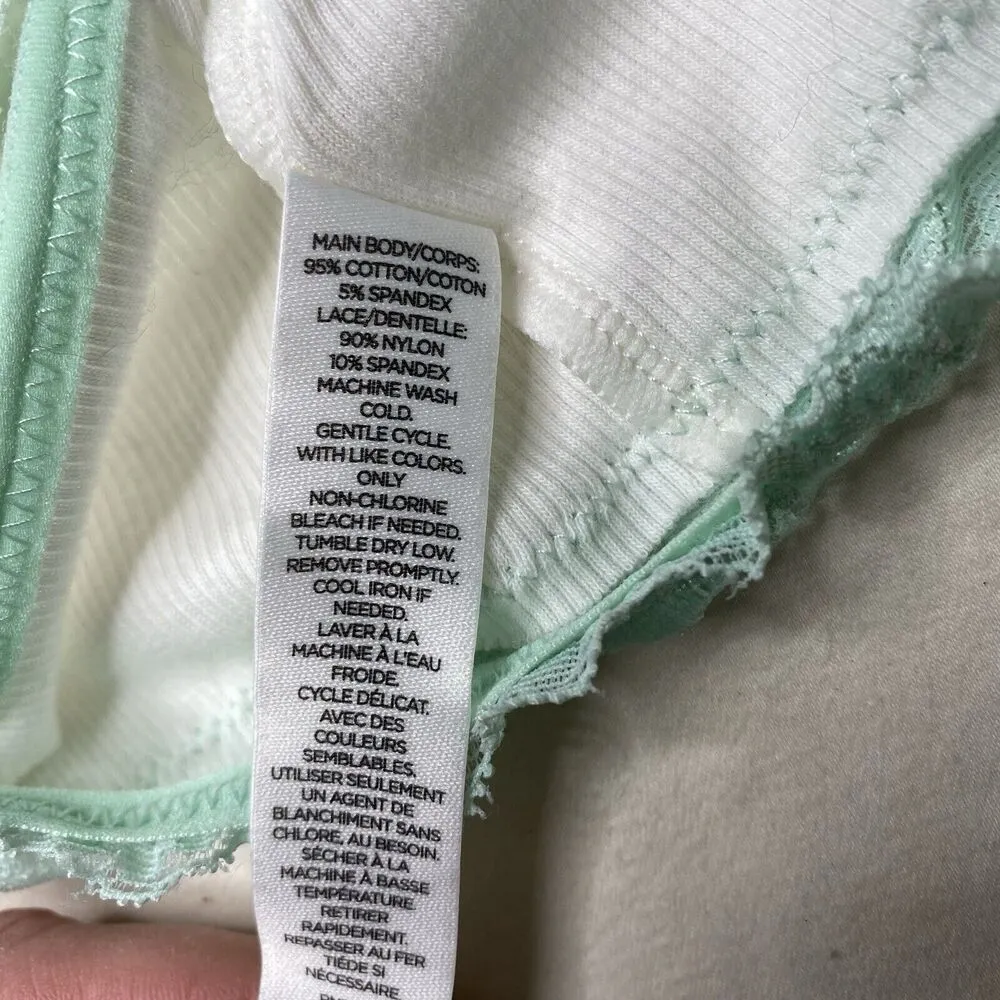 MAIN BODY/CORPS:
95% COTTON/COTON
5% SPANDEX
LACE/DENTELLE:
90% NYLON
10% SPANDEX
MACHINE WASH
COLD.
GENTLE CYCLE.
WITH LIKE COLORS.
ONLY
NON-CHLORINE
BLEACH IF NEEDED.
TUMBLE DRY LOW.
REMOVE PROMPTLY.
COOL IRON IF
NEEDED.
LAVER À LA
MACHINE À L'EAU
FROIDE.
CYCLE DÉLICAT.
AVEC DES
COULEURS
SEMBLABLES.
UTILISER SEULEMENT
UN AGENT DE
BLANCHIMENT SANS
CHLORE, AU BESOIN.
SÉCHER À LA
MACHINE À BASSE
TEMPÉRATURE
RETIRER
RAPIDEMENT.
REPASSER AU FER
TIÉDE SI
NÉCESSAIRE